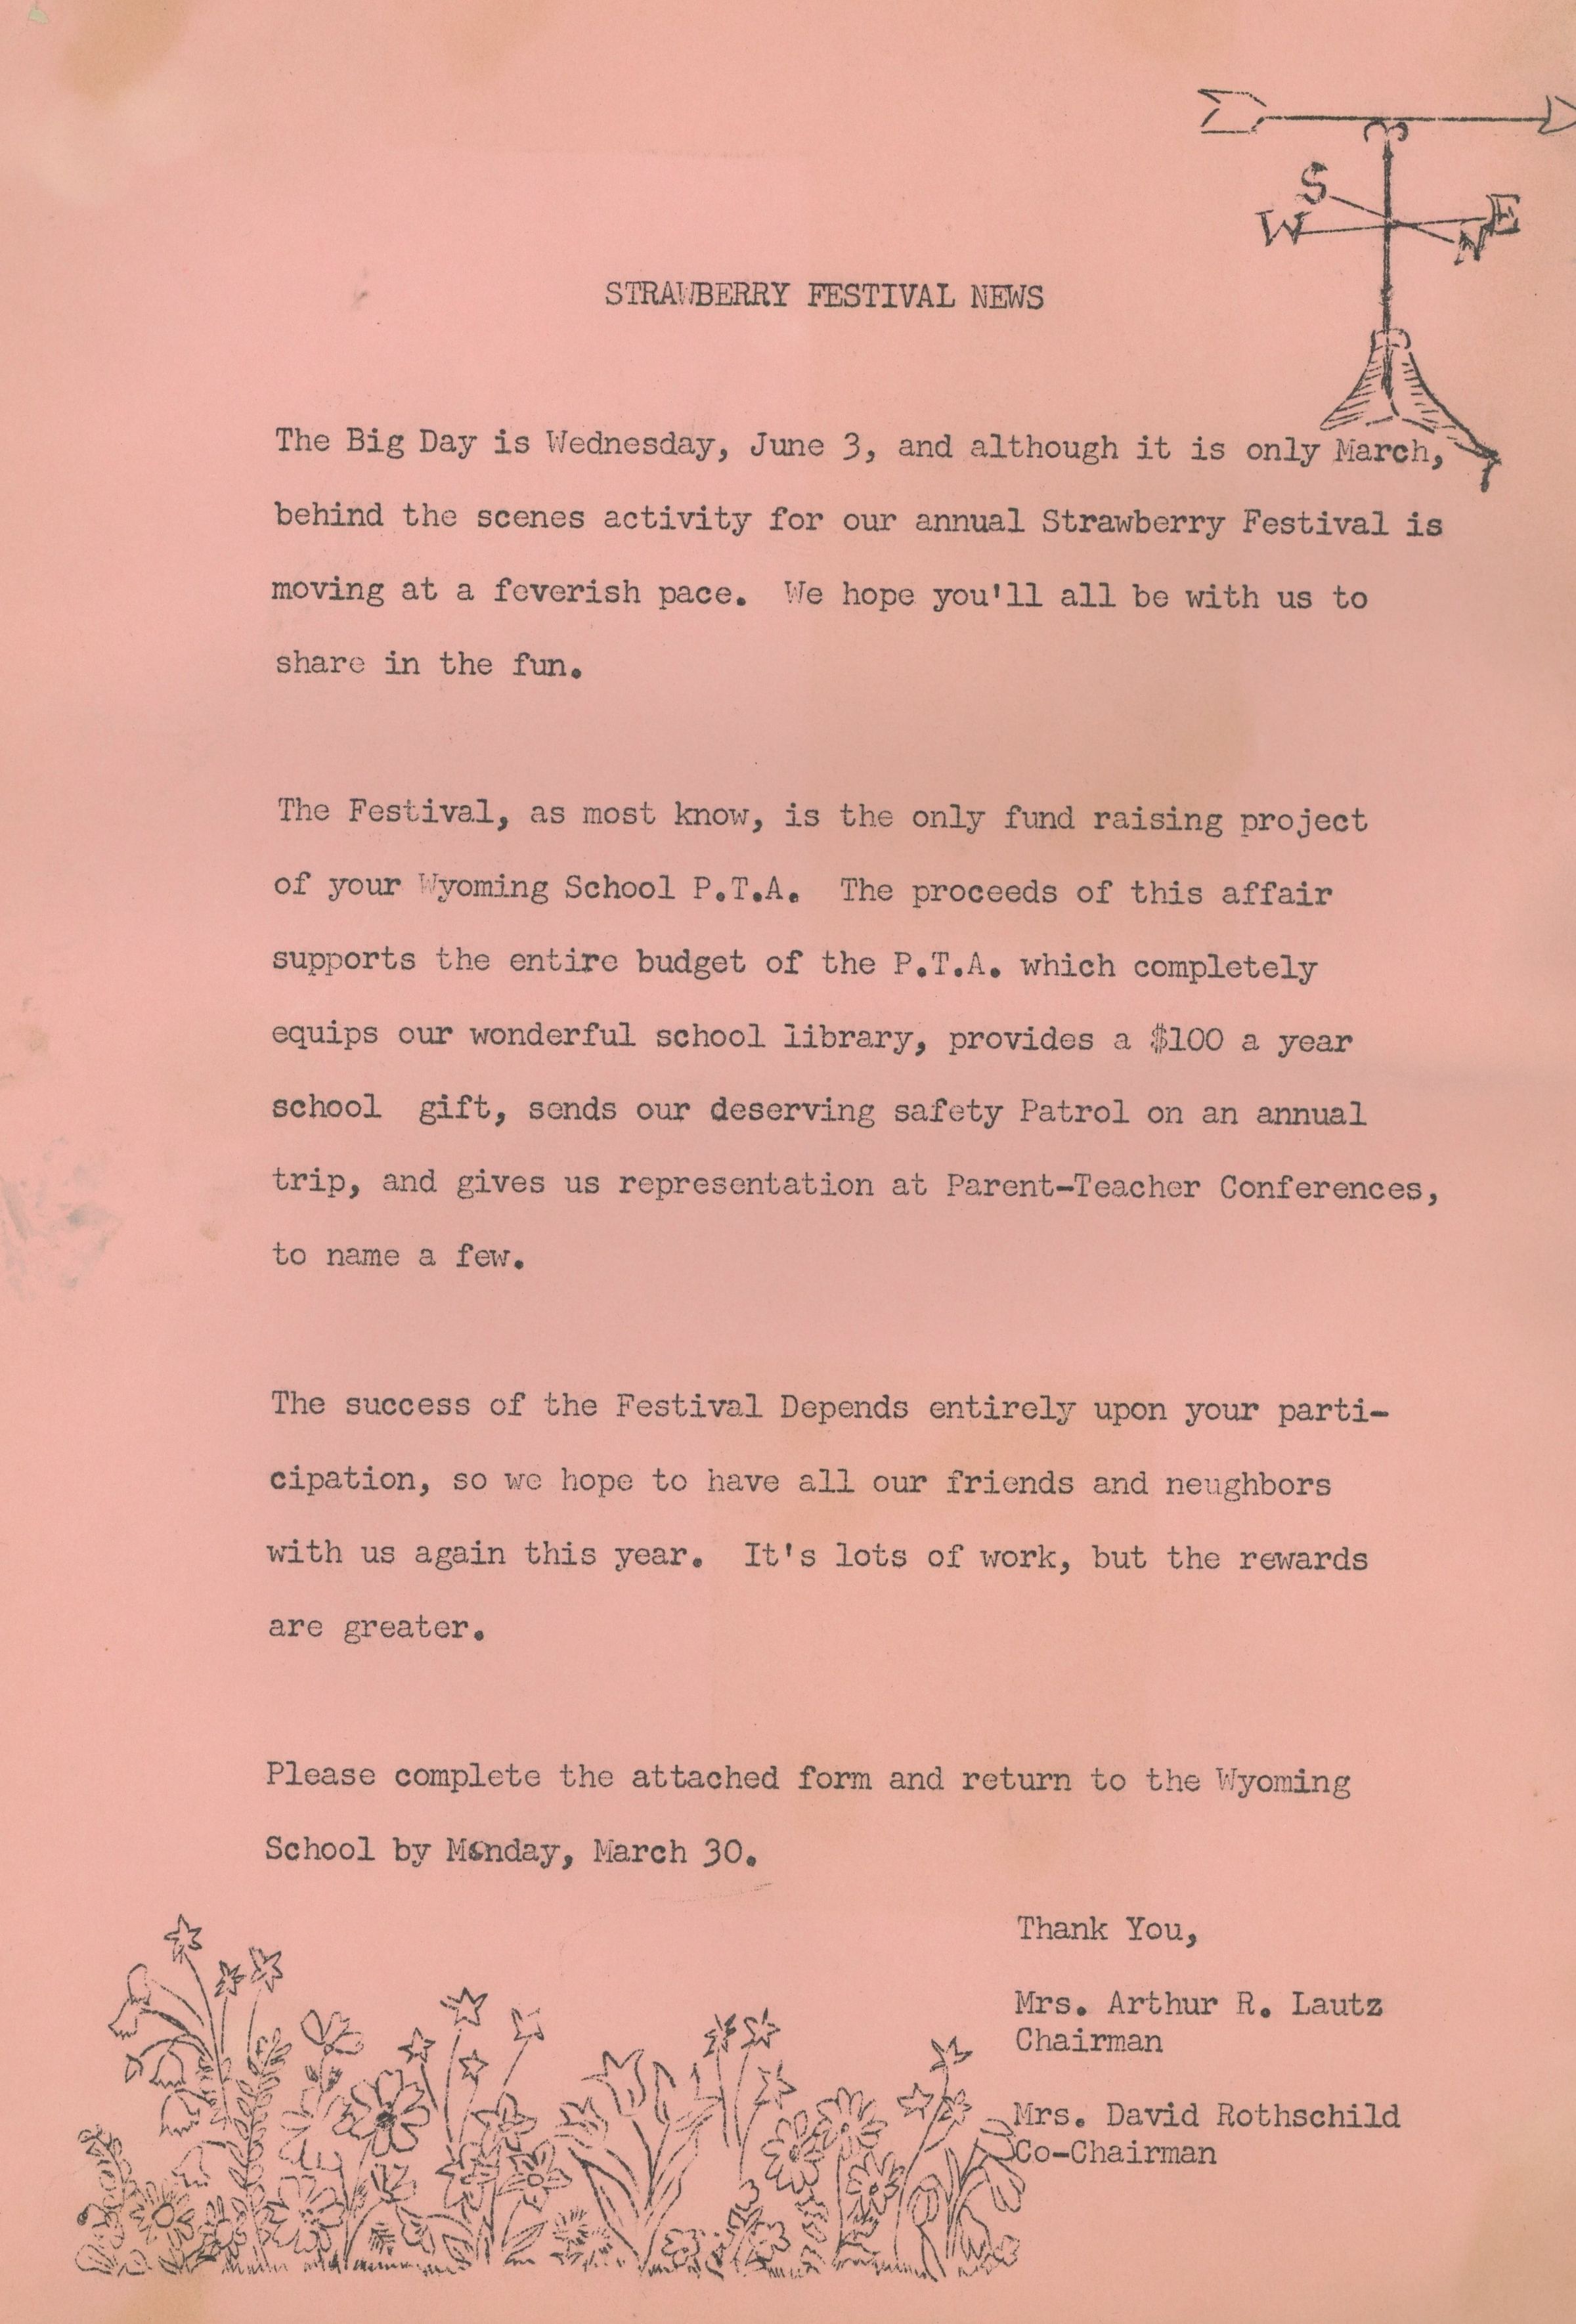 S
W
E
N
STRAWBERRY FESTIVAL NEWS
The Big Day is Wednesday, June 3, and although it is only March,
behind the scenes activity for our annual Strawberry Festival is
moving at a feverish pace.  We hope you'll all be with us to
share in the fun.
The Festival, as most know, is the only fund raising project
of your Wyoming School P.T.A.  The proceeds of this affair
supports the entire budget of the P.T.A. which completely
equips our wonderful school library, provides a $100 a year
school  gift, sends our deserving safety Patrol on an annual
trip, and gives us representation at Parent-Teacher Conferences,
to name a few.
The success of the Festival Depends entirely upon your parti-
cipation, so we hope to have all our friends and neughbors
with us again this year.  It's lots of work, but the rewards
are greater.
Please complete the attached form and return to the Wyoming
School by Monday, March 30.
Thank You,
Mrs. Arthur R. Lautz
Chairman
Mrs. David Rothschild
Co-Chairman